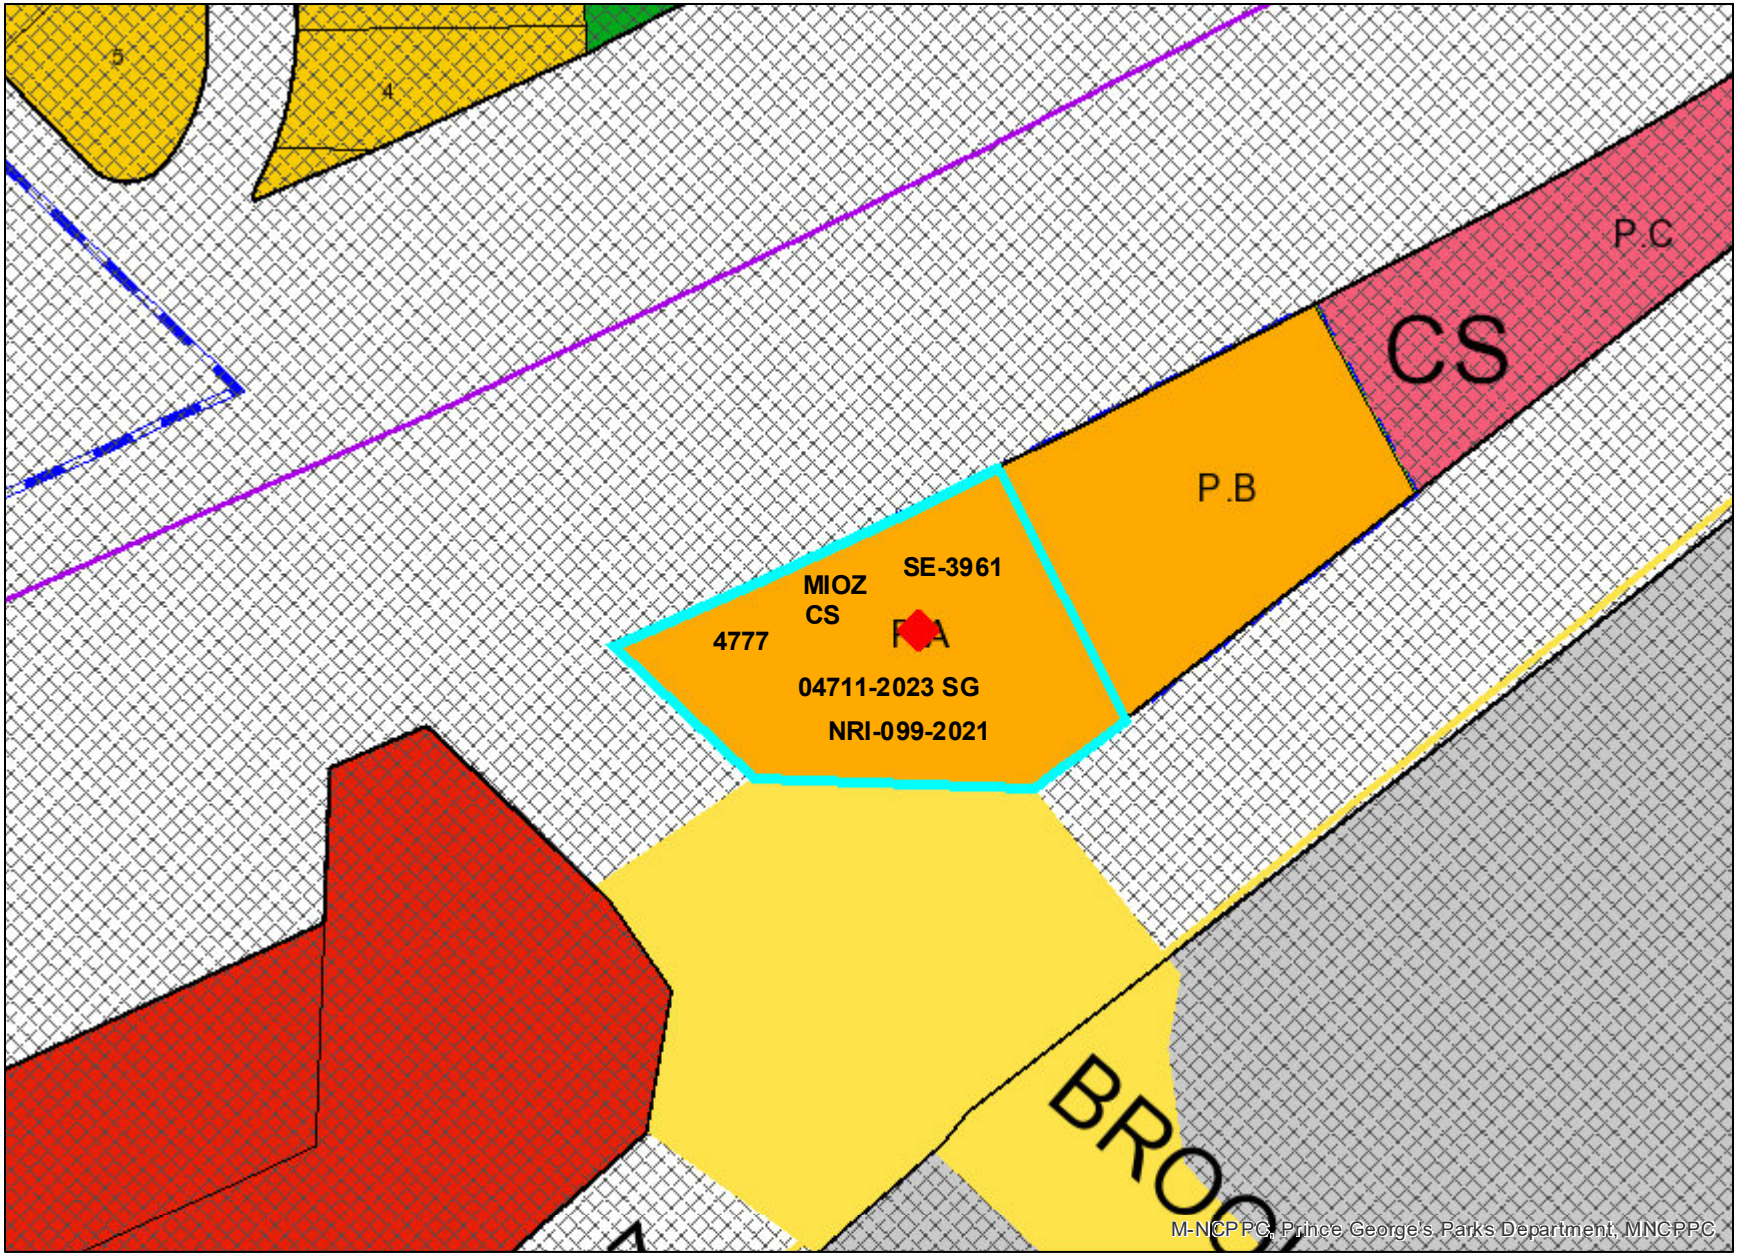 5
4
P.C
CS
P.B
SE-3961
MIOZ
CS
4777
04711-2023 SG
NRI-099-2021
M-NCPPC, Prince George's Parks Department, MNCPPC